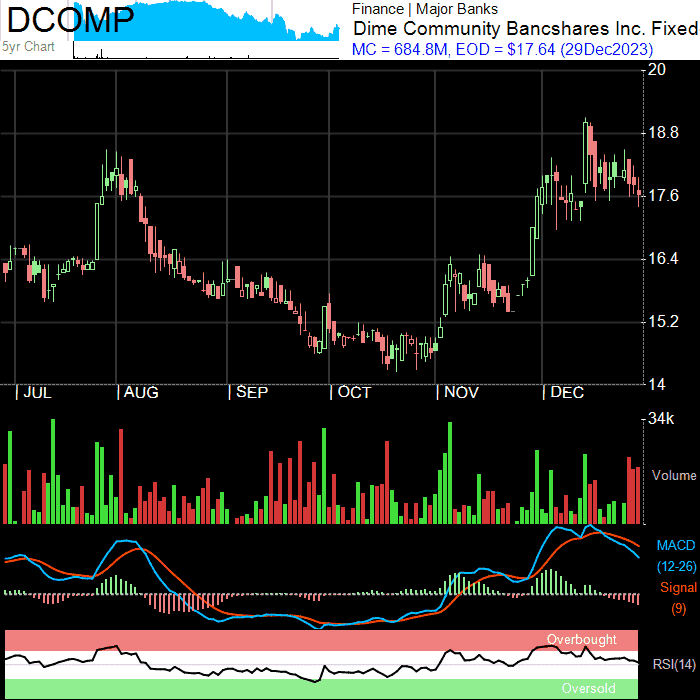 DCOMP
5yr Chart
Finance | Major Banks
Dime Community Bancshares Inc. Fixed
MC = 684.8M, EOD = $17.64 (29Dec2023)
20
18.8
17.6
16.4
15.2
14
| JUL | AUG | SEP | OCT | NOV | DEC
34k
Volume
MACD
(12-26)
Signal
(9)
Overbought
RSI(14)
Oversold